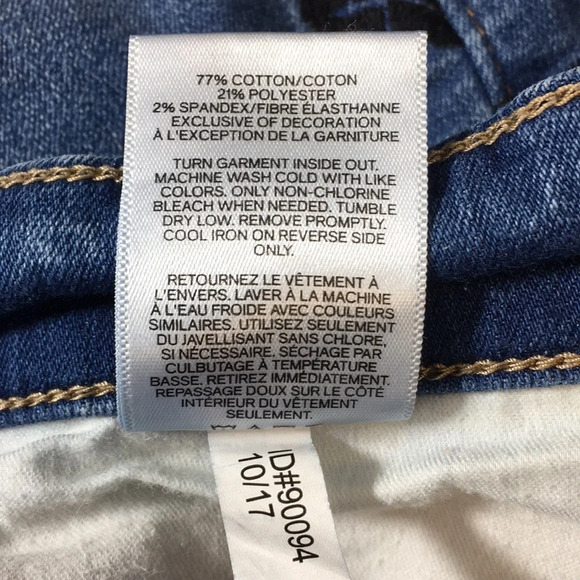 77% COTTON/COTON
21% POLYESTER
2% SPANDEX/FIBRE ÉLASTHANNE
EXCLUSIVE OF DECORATION
À L'EXCEPTION DE LA GARNITURE
TURN GARMENT INSIDE OUT,
MACHINE WASH COLD WITH LIKE
COLORS. ONLY NON-CHLORINE
BLEACH WHEN NEEDED. TUMBLE
DRY LOW. REMOVE PROMPTLY.
COOL IRON ON REVERSE SIDE
ONLY.
RETOURNEZ LE VÊTEMENT À
L'ENVERS. LAVER À LA MACHINE
À L'EAU FROIDE AVEC COULEURS
SIMILAIRES. UTILISEZ SEULEMENT
DU JAVELLISANT SANS CHLORE,
SI NÉCESSAIRE. SÉCHAGE PAR
CULBUTAGE À TEMPÉRATURE
BASSE. RETIREZ IMMÉDIATEMENT.
REPASSAGE DOUX SUR LE CÔTÉ
INTÉRIEUR DU VÊTEMENT
SEULEMENT.
ID#90094
10/17